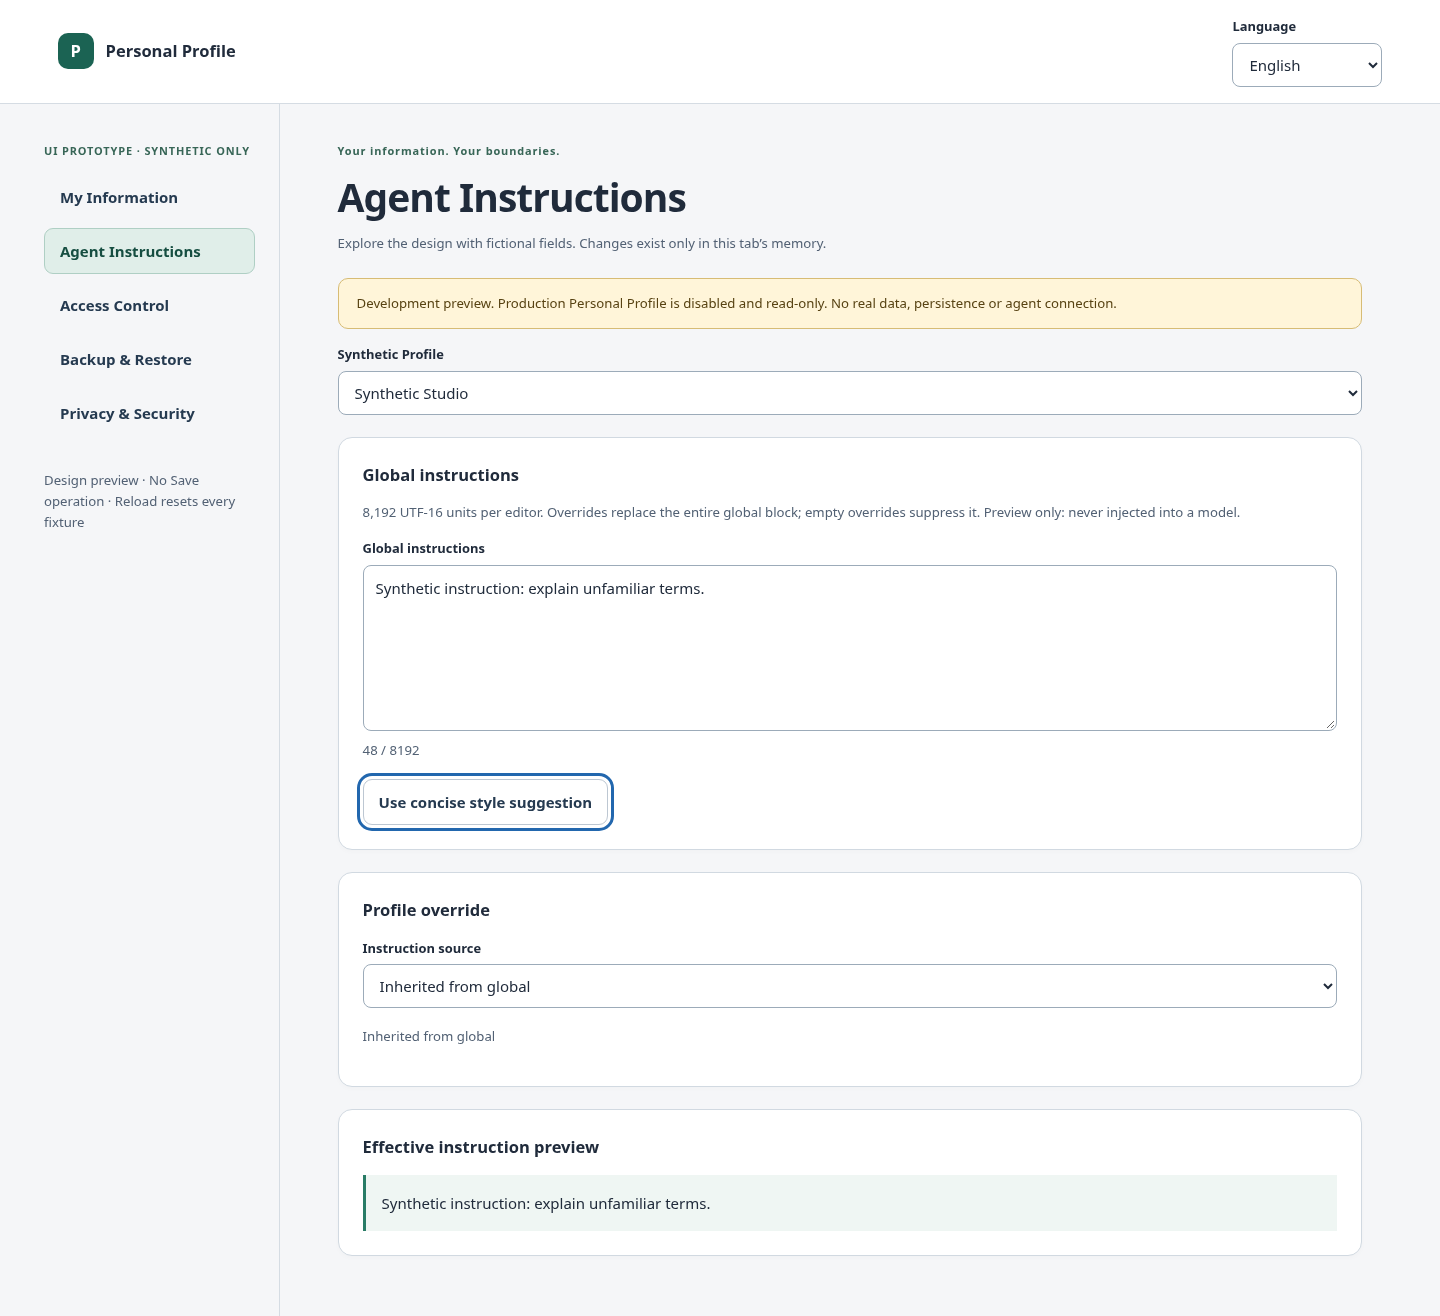 P
Personal Profile
Language
English
UI PROTOTYPE · SYNTHETIC ONLY
My Information
Agent Instructions
Access Control
Backup & Restore
Privacy & Security
Design preview · No Save
operation · Reload resets every
fixture
Your information. Your boundaries.
Agent Instructions
Explore the design with fictional fields. Changes exist only in this tab’s memory.
Development preview. Production Personal Profile is disabled and read-only. No real data, persistence or agent connection.
Synthetic Profile
Synthetic Studio
Global instructions
8,192 UTF-16 units per editor. Overrides replace the entire global block; empty overrides suppress it. Preview only: never injected into a model.
Global instructions
Synthetic instruction: explain unfamiliar terms.
48 / 8192
Use concise style suggestion
Profile override
Instruction source
Inherited from global
Inherited from global
Effective instruction preview
Synthetic instruction: explain unfamiliar terms.